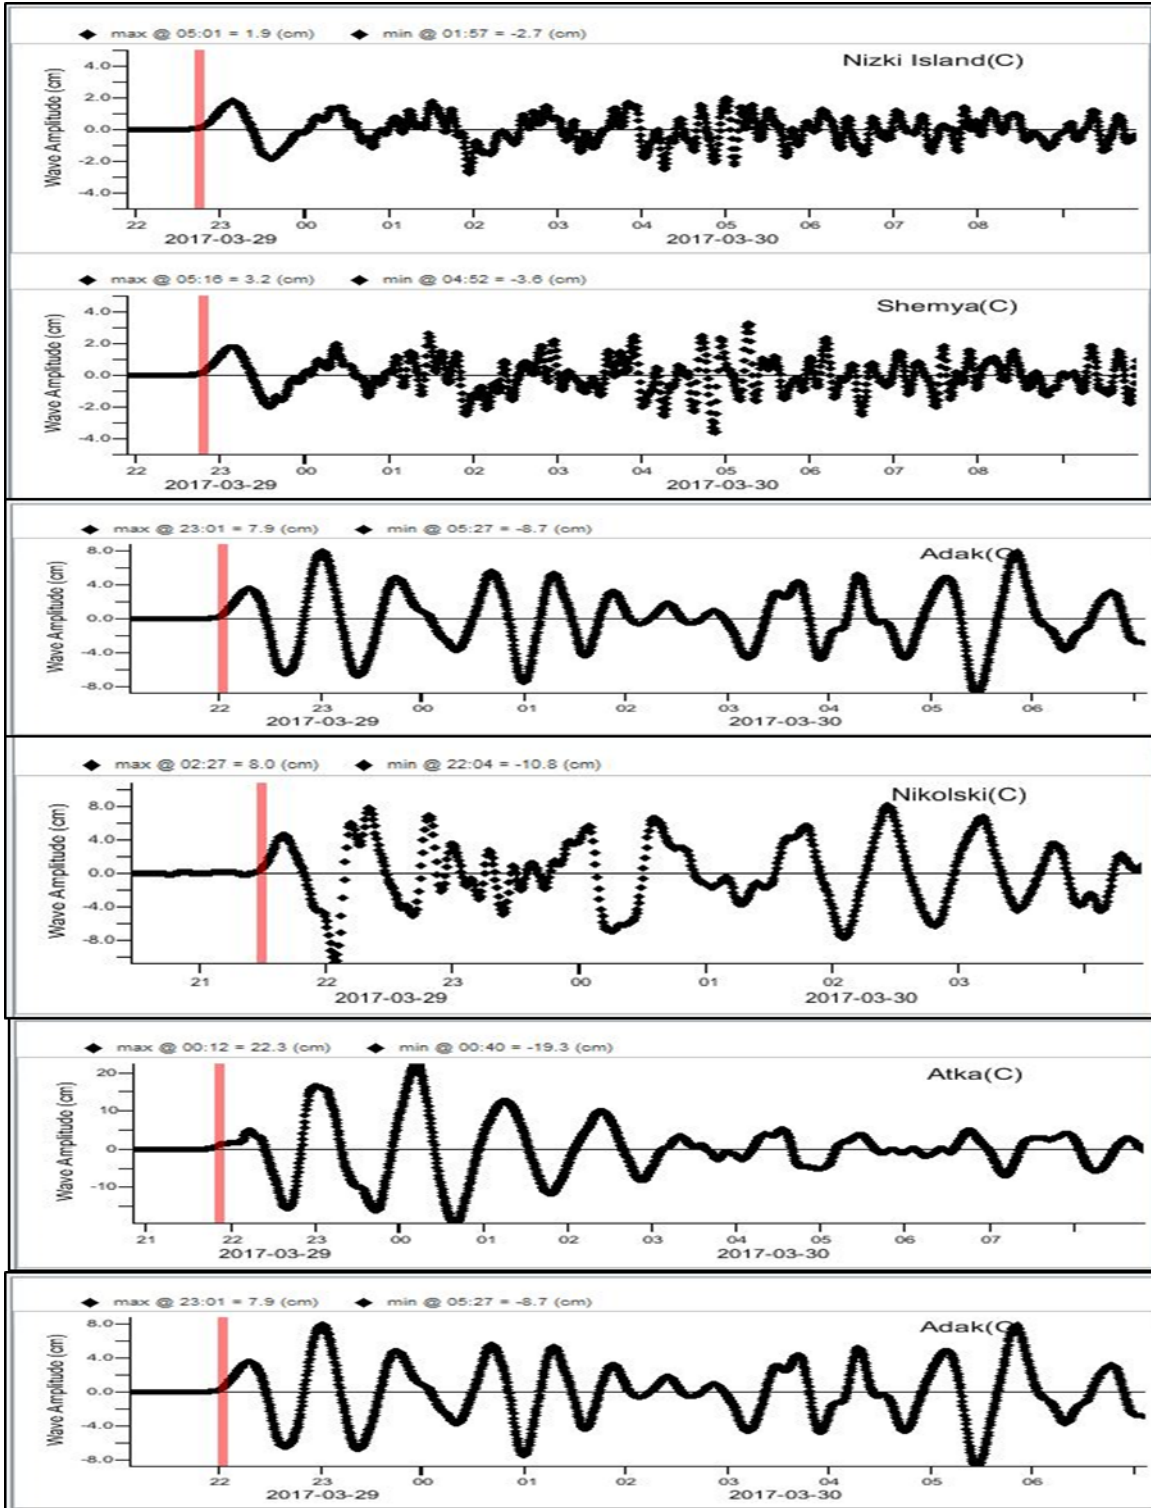 max @ 05:01 = 1.9 (cm) min @ 01:57 = -2.7 (cm)
Nizki Island(C)
Wave Amplitude (cm)
4.0
2.0
0.0
-2.0
-4.0
22 23 00 01 02 03 04 05 06 07 08
2017-03-29 2017-03-30
max @ 05:16 = 3.2 (cm) min @ 04:52 = -3.6 (cm)
Shemya(C)
Wave Amplitude (cm)
4.0
2.0
0.0
-2.0
-4.0
22 23 00 01 02 03 04 05 06 07 08
2017-03-29 2017-03-30
max @ 23:01 = 7.9 (cm) min @ 05:27 = -8.7 (cm)
Adak(C
Wave Amplitude (cm)
8.0
4.0
0.0
-4.0
-8.0
22 23 00 01 02 03 04 05 06
2017-03-29 2017-03-30
max @ 02:27 = 8.0 (cm) min @ 22:04 = -10.8 (cm)
Nikolski(C)
Wave Amplitude (cm)
8.0
4.0
0.0
-4.0
-8.0
21 22 23 00 01 02 03
2017-03-29 2017-03-30
max @ 00:12 = 22.3 (cm) min @ 00:40 = -19.3 (cm)
Atka(C)
Wave Amplitude (cm)
20
10
0
-10
21 22 23 00 01 02 03 04 05 06 07
2017-03-29 2017-03-30
max @ 23:01 = 7.9 (cm) min @ 05:27 = -8.7 (cm)
Adak(C
Wave Amplitude (cm)
8.0
4.0
0.0
-4.0
-8.0
22 23 00 01 02 03 04 05 06
2017-03-29 2017-03-30